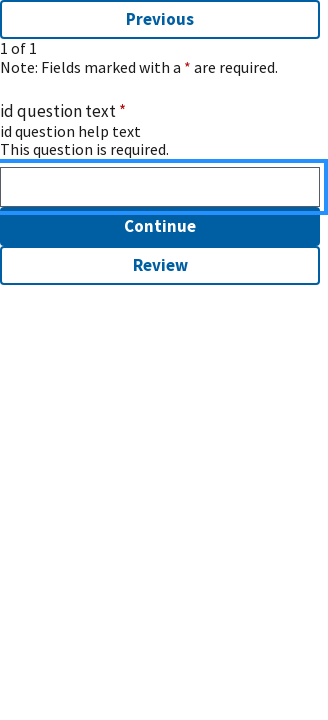 Previous
1 of 1
Note: Fields marked with a * are required.
id question text *
id question help text
This question is required.
Continue
Review